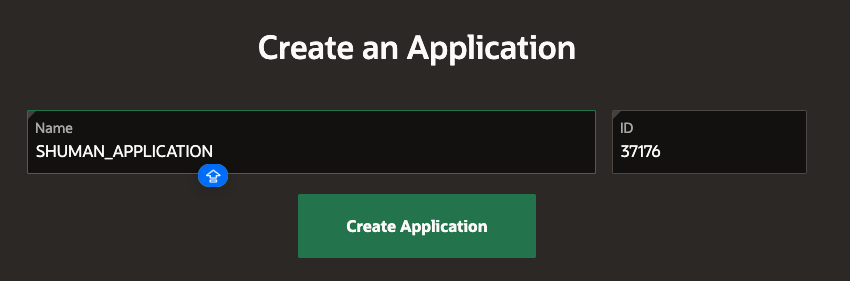 Create an Application
Name
ID
SHUMAN_APPLICATION
37176
Create Application